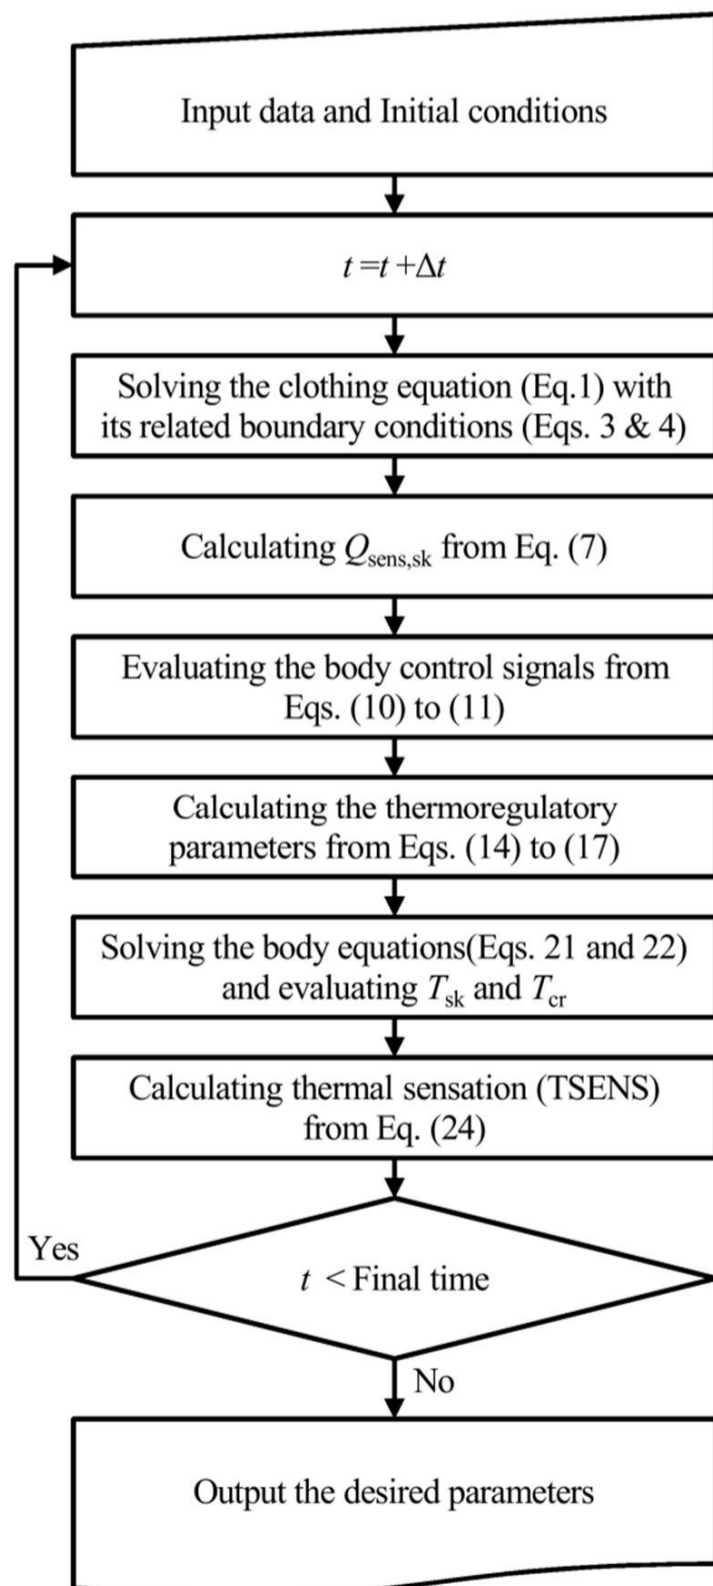 Input data and Initial conditions
t =t +Δt
Solving the clothing equation (Eq.1) with
its related boundary conditions (Eqs. 3 & 4)
Calculating Qsens,sk from Eq. (7)
Evaluating the body control signals from
Eqs. (10) to (11)
Calculating the thermoregulatory
parameters from Eqs. (14) to (17)
Solving the body equations(Eqs. 21 and 22)
and evaluating Tsk and Tcr
Calculating thermal sensation (TSENS)
from Eq. (24)
Yes
t < Final time
No
Output the desired parameters